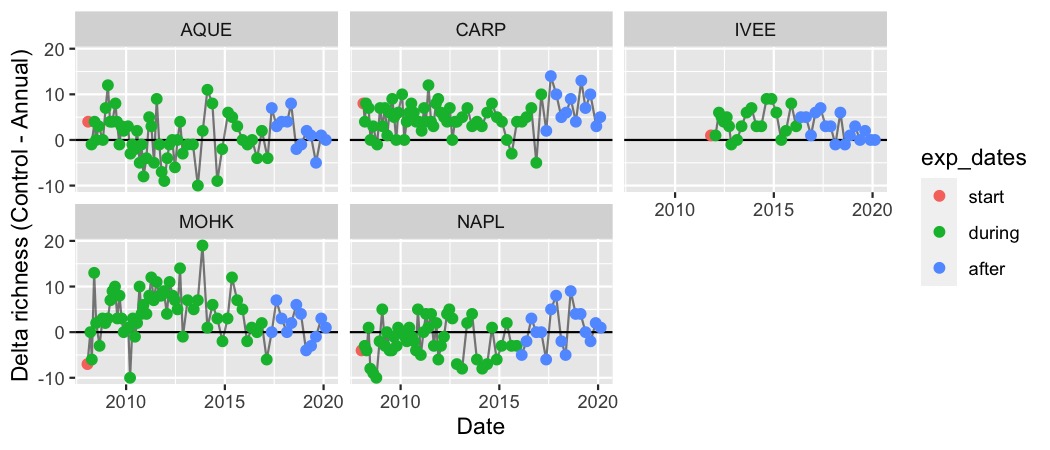 AQUE CARP IVEE
20
10
0
-10
2010 2015 2020
MOHK NAPL
20
10
0
-10
2010 2015 2020 2010 2015 2020
Date
Delta richness (Control - Annual)
exp_dates
start
during
after